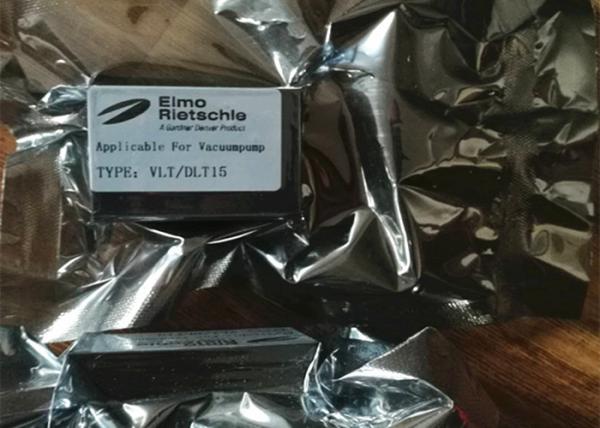 Elmo
Rietschle
A Gardner Denver Product
Applicable For Vacuumpump
TYPE: VLT/DLT15